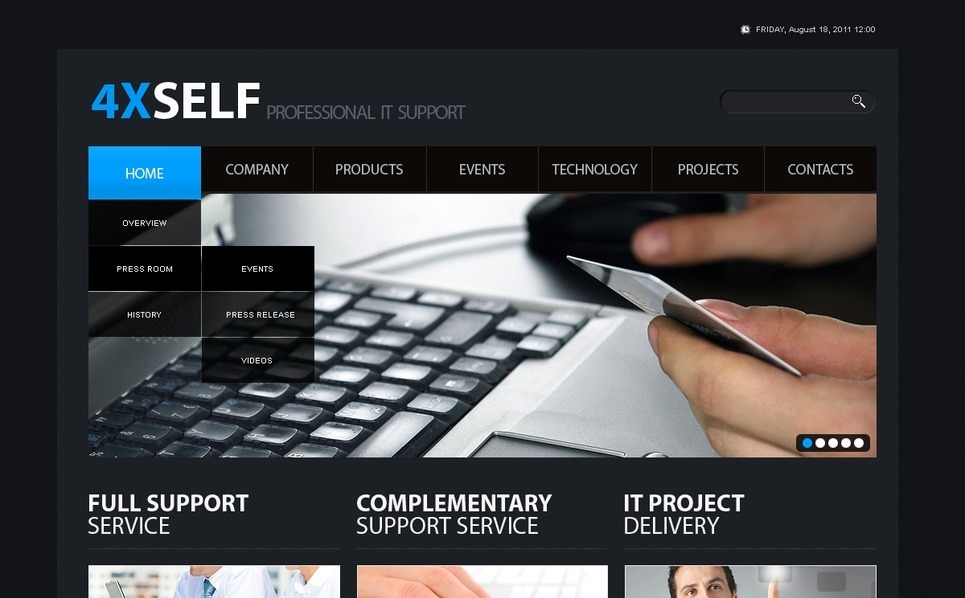 FRIDAY, August 18, 2011 12:00
4XSELF PROFESSIONAL IT SUPPORT
HOME COMPANY PRODUCTS EVENTS TECHNOLOGY PROJECTS CONTACTS
OVERVIEW
PRESS ROOM EVENTS
HISTORY PRESS RELEASE
VIDEOS
FULL SUPPORT
SERVICE
COMPLEMENTARY
SUPPORT SERVICE
IT PROJECT
DELIVERY